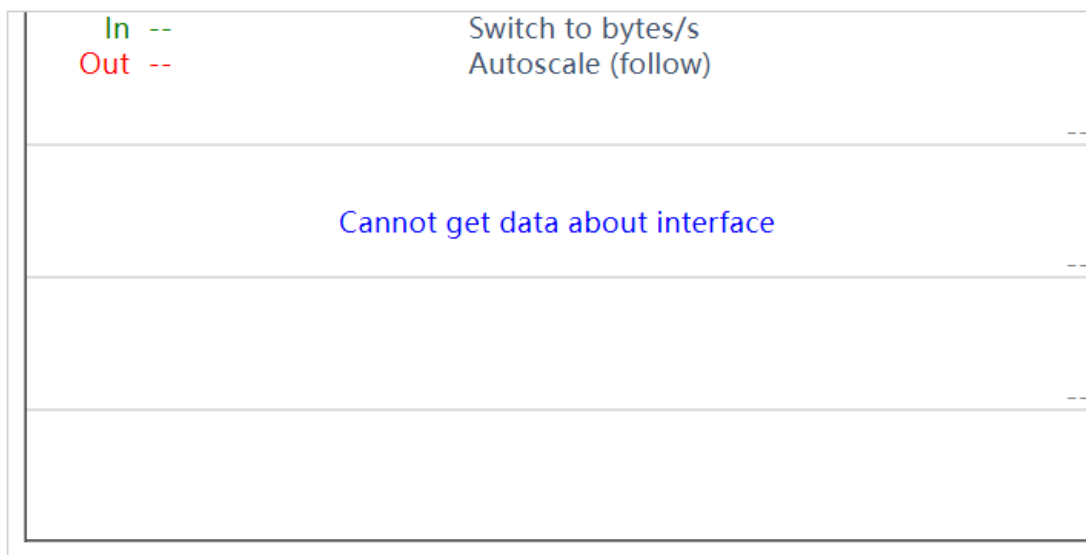 In -- Switch to bytes/s
Out -- Autoscale (follow)
--
Cannot get data about interface
--
--